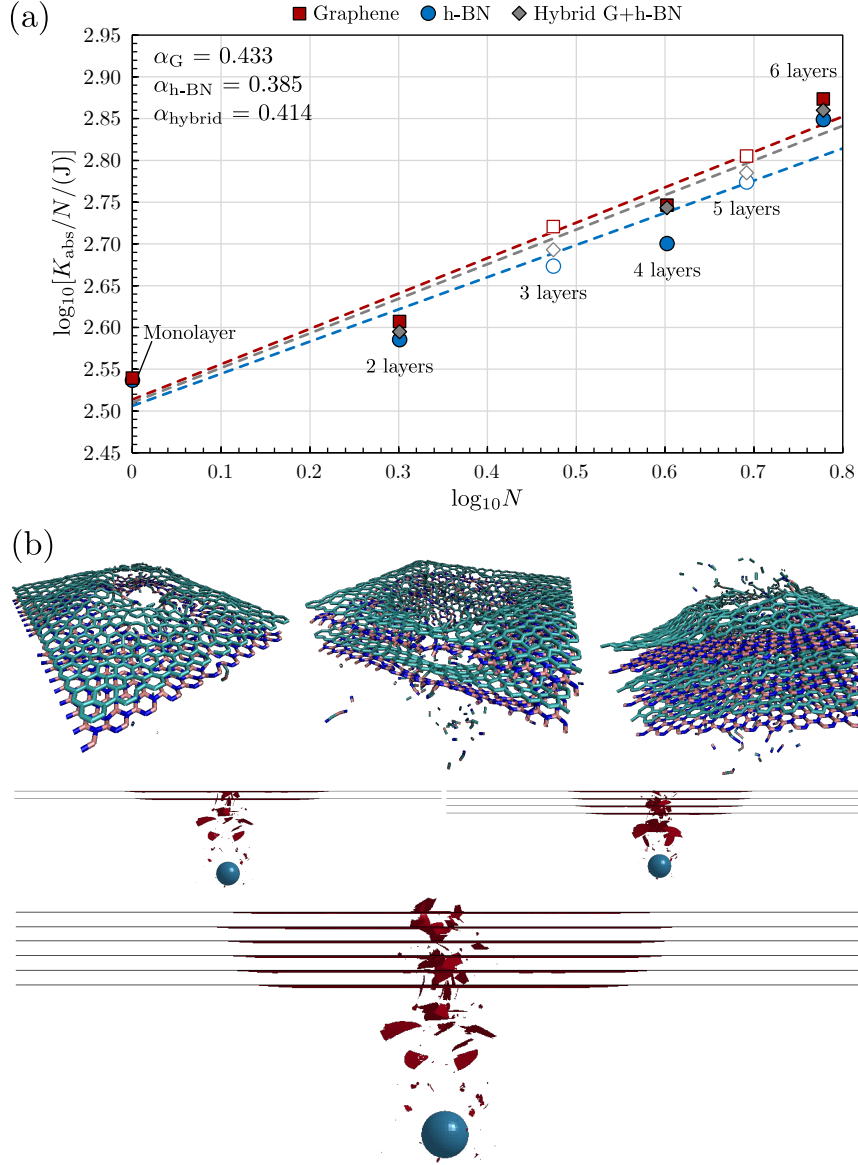 (a)
Graphene h-BN Hybrid G+h-BN
α_G = 0.433
α_h-BN = 0.385
α_hybrid = 0.414
log₁₀[K_abs/N/(J)]
2.95
2.90
2.85
2.80
2.75
2.70
2.65
2.60
2.55
2.50
2.45
Monolayer
2 layers
3 layers
4 layers
5 layers
6 layers
0 0.1 0.2 0.3 0.4 0.5 0.6 0.7 0.8
log₁₀N
(b)